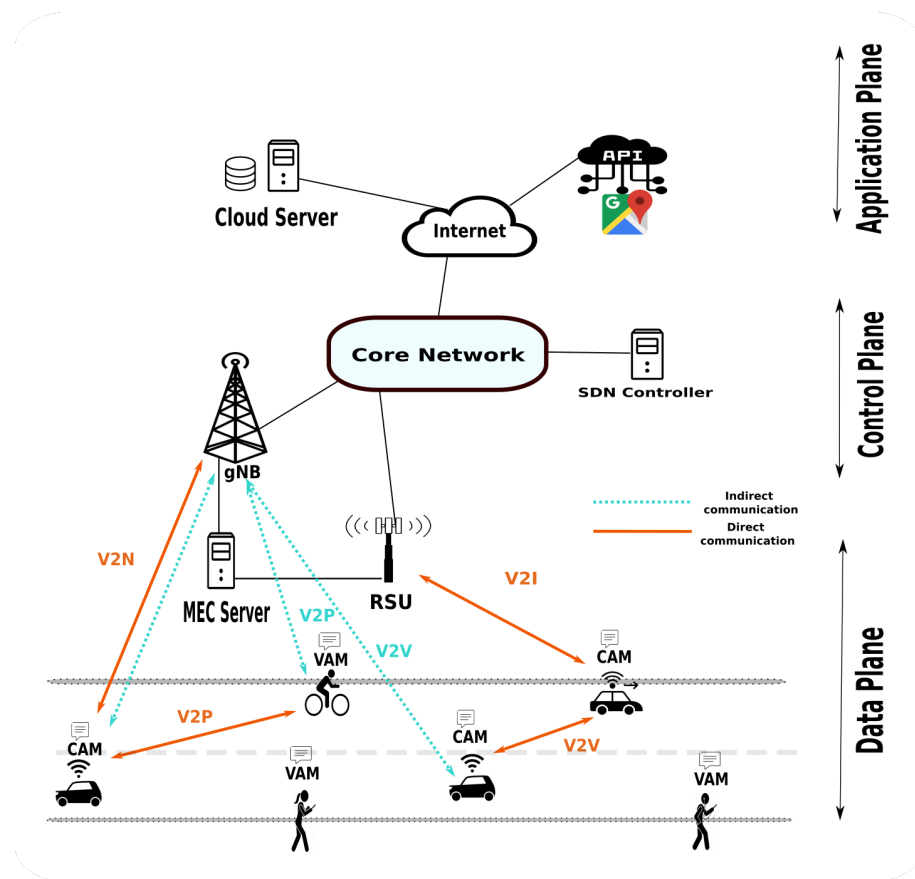 Application Plane
API
G
Cloud Server
Internet
Core Network
SDN Controller
Control Plane
gNB
Indirect
communication
Direct
communication
V2N
MEC Server
RSU
V2I
V2P
V2V
VAM
CAM
Data Plane
V2P
CAM
CAM
V2V
VAM
VAM